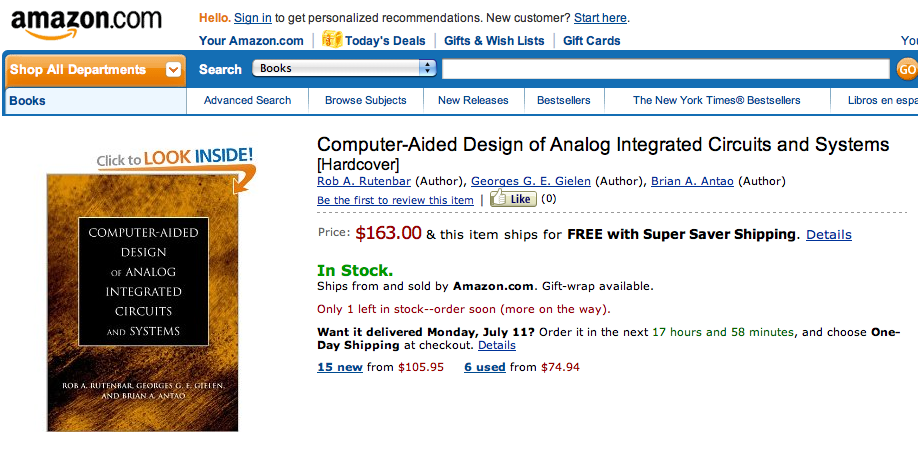 amazon.com
Hello. Sign in to get personalized recommendations. New customer? Start here.
Your Amazon.com | Today's Deals | Gifts & Wish Lists | Gift Cards
Shop All Departments Search Books GO
Books Advanced Search Browse Subjects New Releases Bestsellers The New York Times® Bestsellers Libros en
Click to LOOK INSIDE!
COMPUTER-AIDED
DESIGN
OF ANALOG
INTEGRATED
CIRCUITS
AND SYSTEMS
ROB A. RUTENBAR, GEORGES G. E. GIELEN,
AND BRIAN A. ANTAO
Computer-Aided Design of Analog Integrated Circuits and Systems
[Hardcover]
Rob A. Rutenbar (Author), Georges G. E. Gielen (Author), Brian A. Antao (Author)
Be the first to review this item | Like (0)
Price: $163.00 & this item ships for FREE with Super Saver Shipping. Details
In Stock.
Ships from and sold by Amazon.com. Gift-wrap available.
Only 1 left in stock--order soon (more on the way).
Want it delivered Monday, July 11? Order it in the next 17 hours and 58 minutes, and choose One-
Day Shipping at checkout. Details
15 new from $105.95 6 used from $74.94